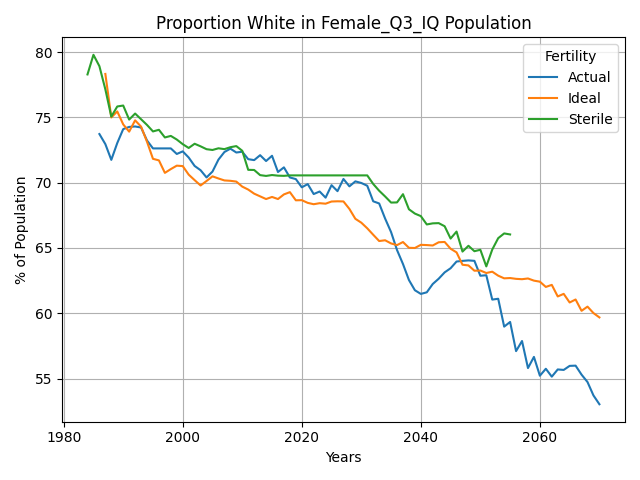 Proportion White in Female_Q3_IQ Population
Fertility
Actual
Ideal
Sterile
% of Population
80
75
70
65
60
55
1980
2000
2020
2040
2060
Years